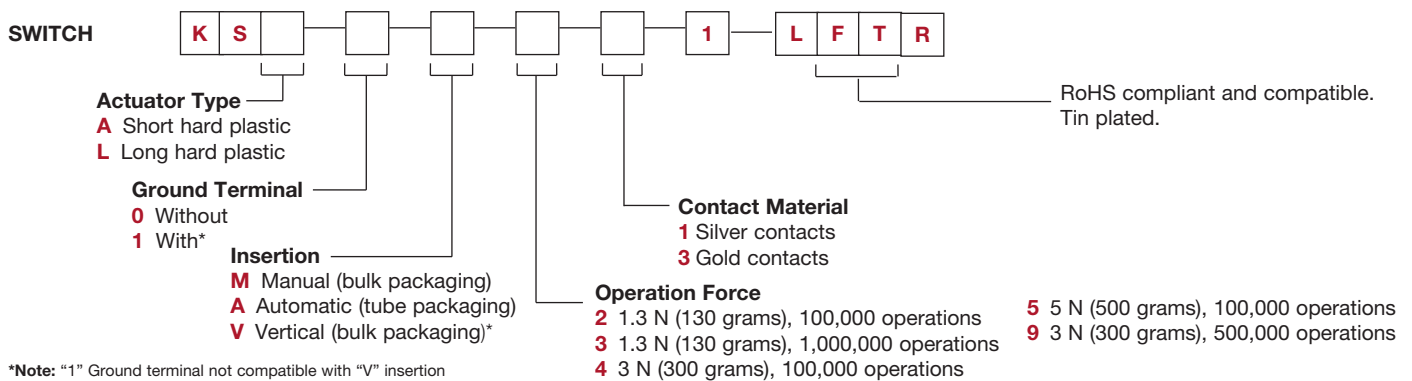 SWITCH K S 1 L F T R
Actuator Type
A Short hard plastic
L Long hard plastic
RoHS compliant and compatible.
Tin plated.
Ground Terminal
0 Without
1 With*
Insertion
M Manual (bulk packaging)
A Automatic (tube packaging)
V Vertical (bulk packaging)*
Contact Material
1 Silver contacts
3 Gold contacts
Operation Force
2 1.3 N (130 grams), 100,000 operations
3 1.3 N (130 grams), 1,000,000 operations
4 3 N (300 grams), 100,000 operations
5 5 N (500 grams), 100,000 operations
9 3 N (300 grams), 500,000 operations
*Note: “1” Ground terminal not compatible with “V” insertion